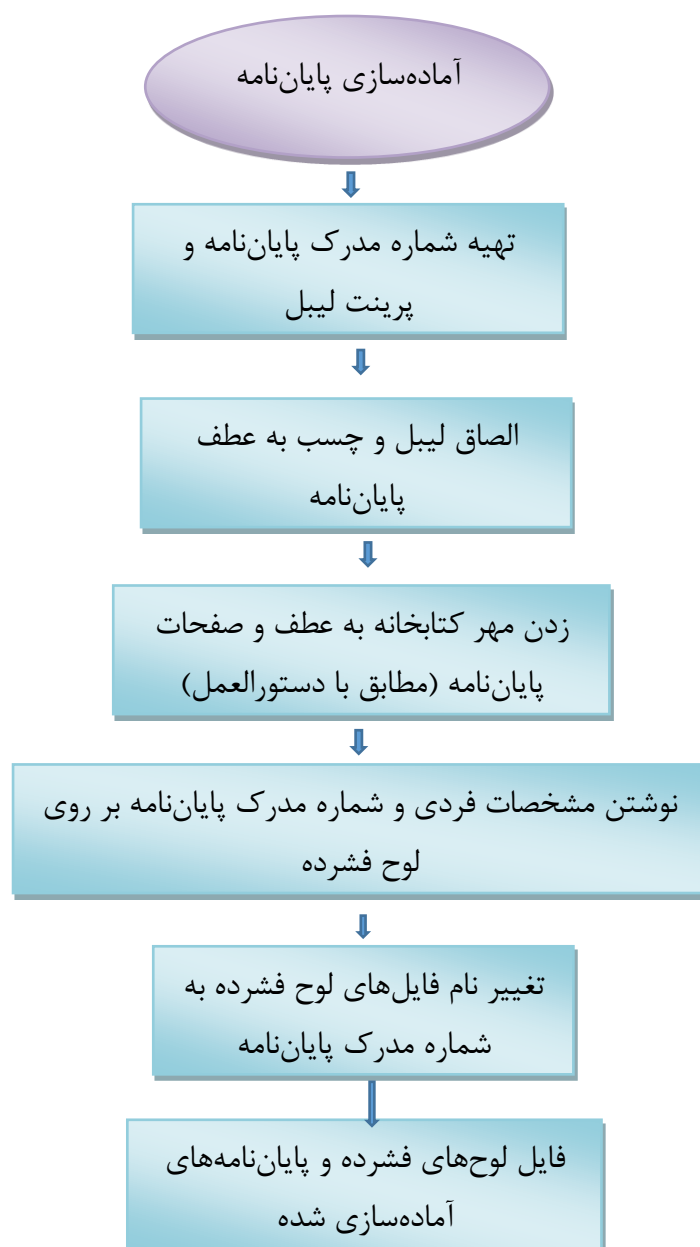 آماده‌سازی پایان‌نامه
تهیه شماره مدرک پایان‌نامه و
پرینت لیبل
الصاق لیبل و چسب به عطف
پایان‌نامه
زدن مهر کتابخانه به عطف و صفحات
پایان‌نامه (مطابق با دستورالعمل)
نوشتن مشخصات فردی و شماره مدرک پایان‌نامه بر روی
لوح فشرده
تغییر نام فایل‌های لوح فشرده به
شماره مدرک پایان‌نامه
فایل لوح‌های فشرده و پایان‌نامه‌های
آماده‌سازی شده